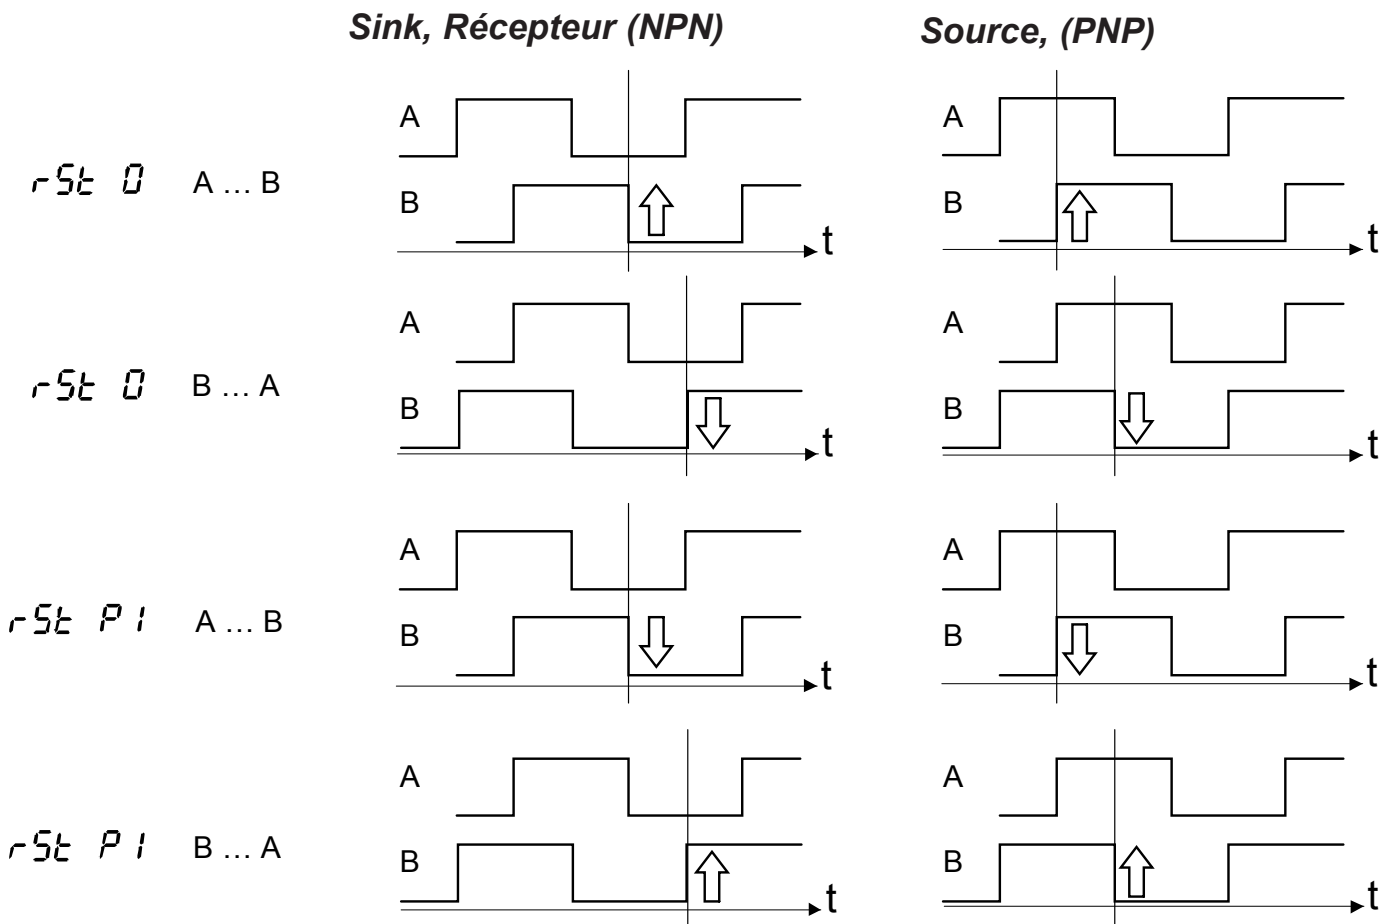 Sink, Récepteur (NPN) Source, (PNP)
A A
rSt 0 A … B
B B
t t
A A
rSt 0 B … A
B B
t t
A A
rSt P1 A … B
B B
t t
A A
rSt P1 B … A
B B
t t